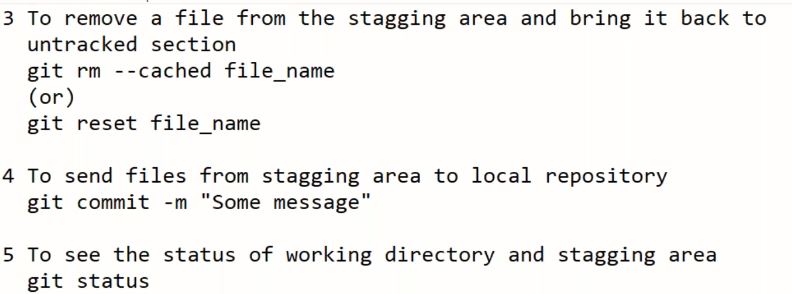 3 To remove a file from the stagging area and bring it back to
untracked section
git rm --cached file_name
(or)
git reset file_name
4 To send files from stagging area to local repository
git commit -m "Some message"
5 To see the status of working directory and stagging area
git status